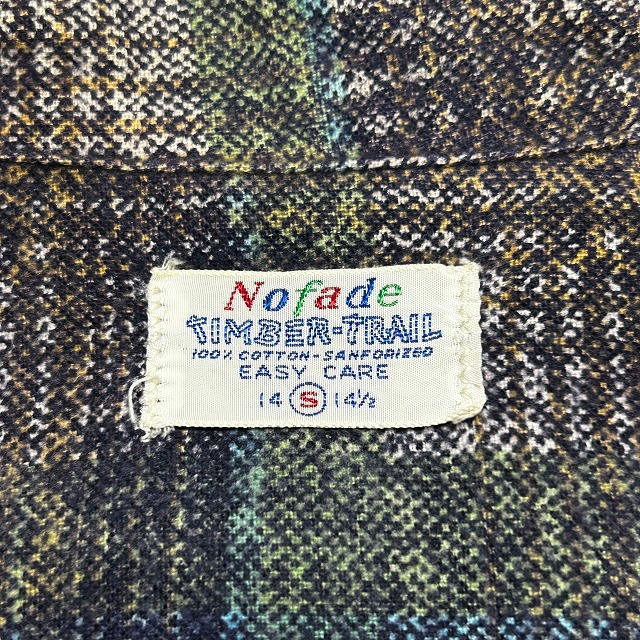 Nofade
TIMBER-TRAIL
100% COTTON-SANFORIZED
EASY CARE
14 S 14½